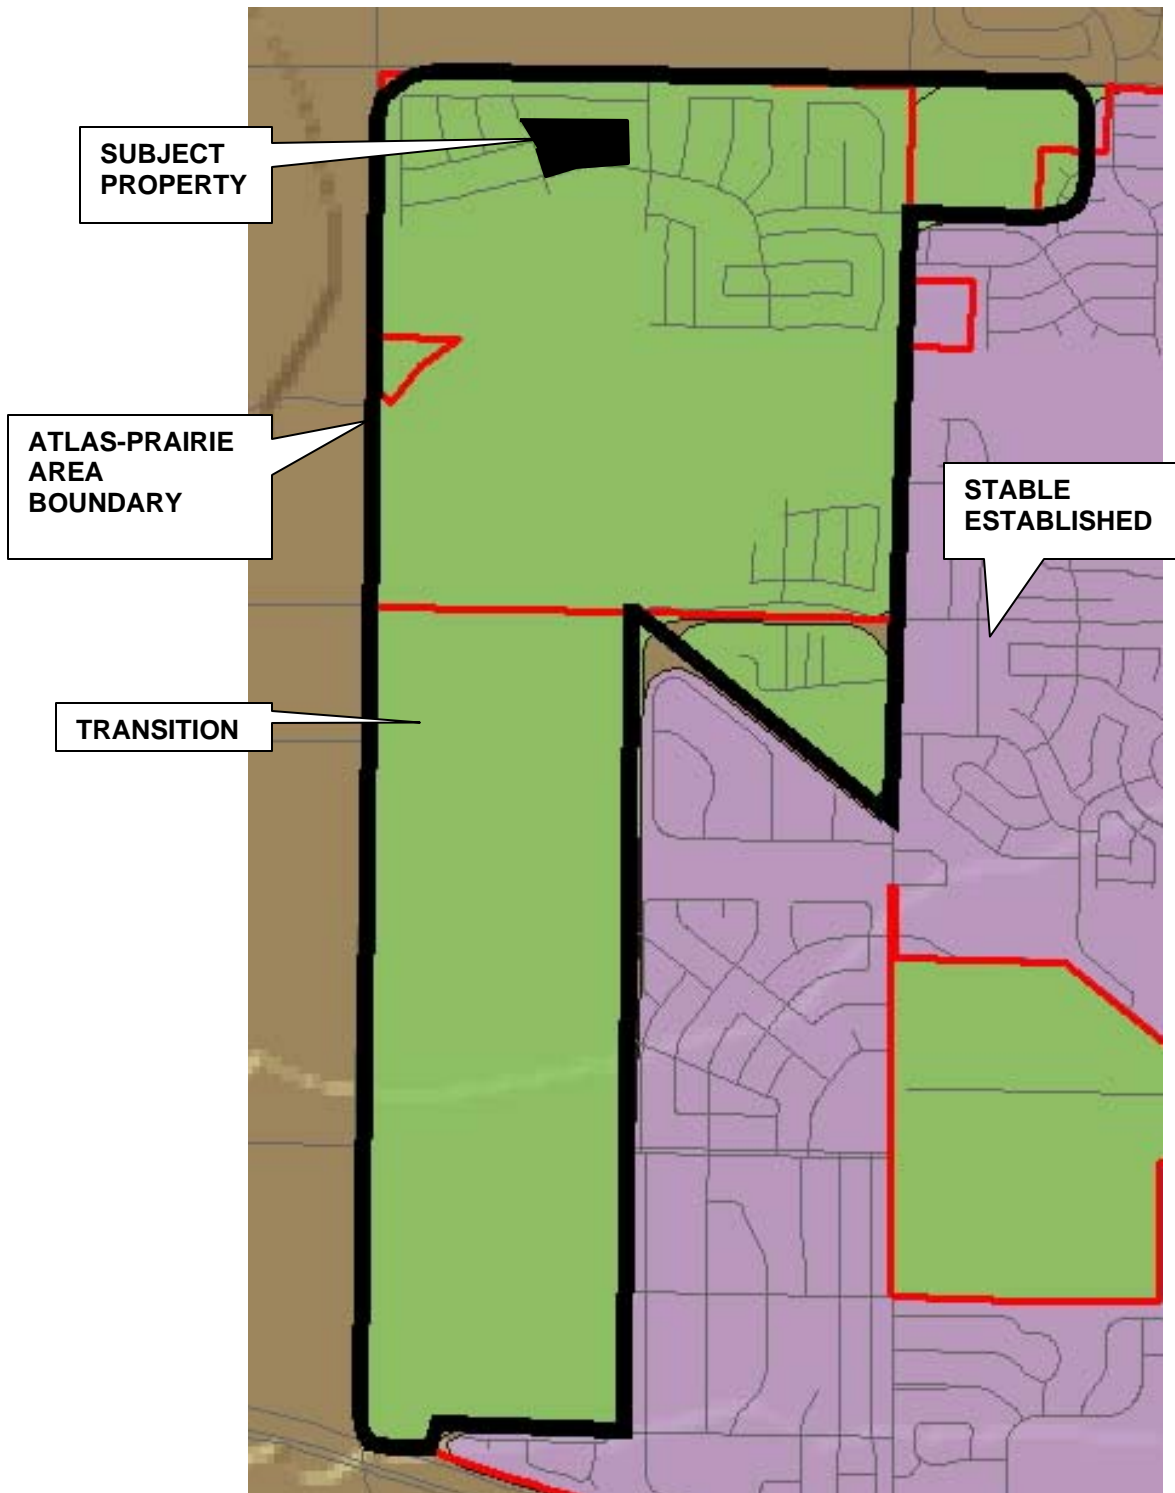 SUBJECT
PROPERTY
ATLAS-PRAIRIE
AREA
BOUNDARY
STABLE
ESTABLISHED
TRANSITION